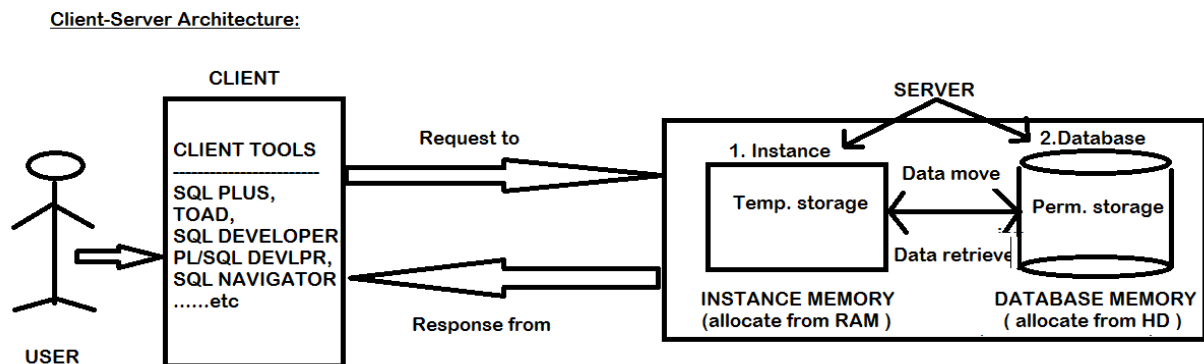 Client-Server Architecture:
CLIENT
CLIENT TOOLS
------------------------
SQL PLUS,
TOAD,
SQL DEVELOPER
PL/SQL DEVLPR,
SQL NAVIGATOR
......etc
USER
Request to
Response from
SERVER
1. Instance
2.Database
Temp. storage
Data move
Data retrieve
Perm. storage
INSTANCE MEMORY
(allocate from RAM )
DATABASE MEMORY
( allocate from HD )